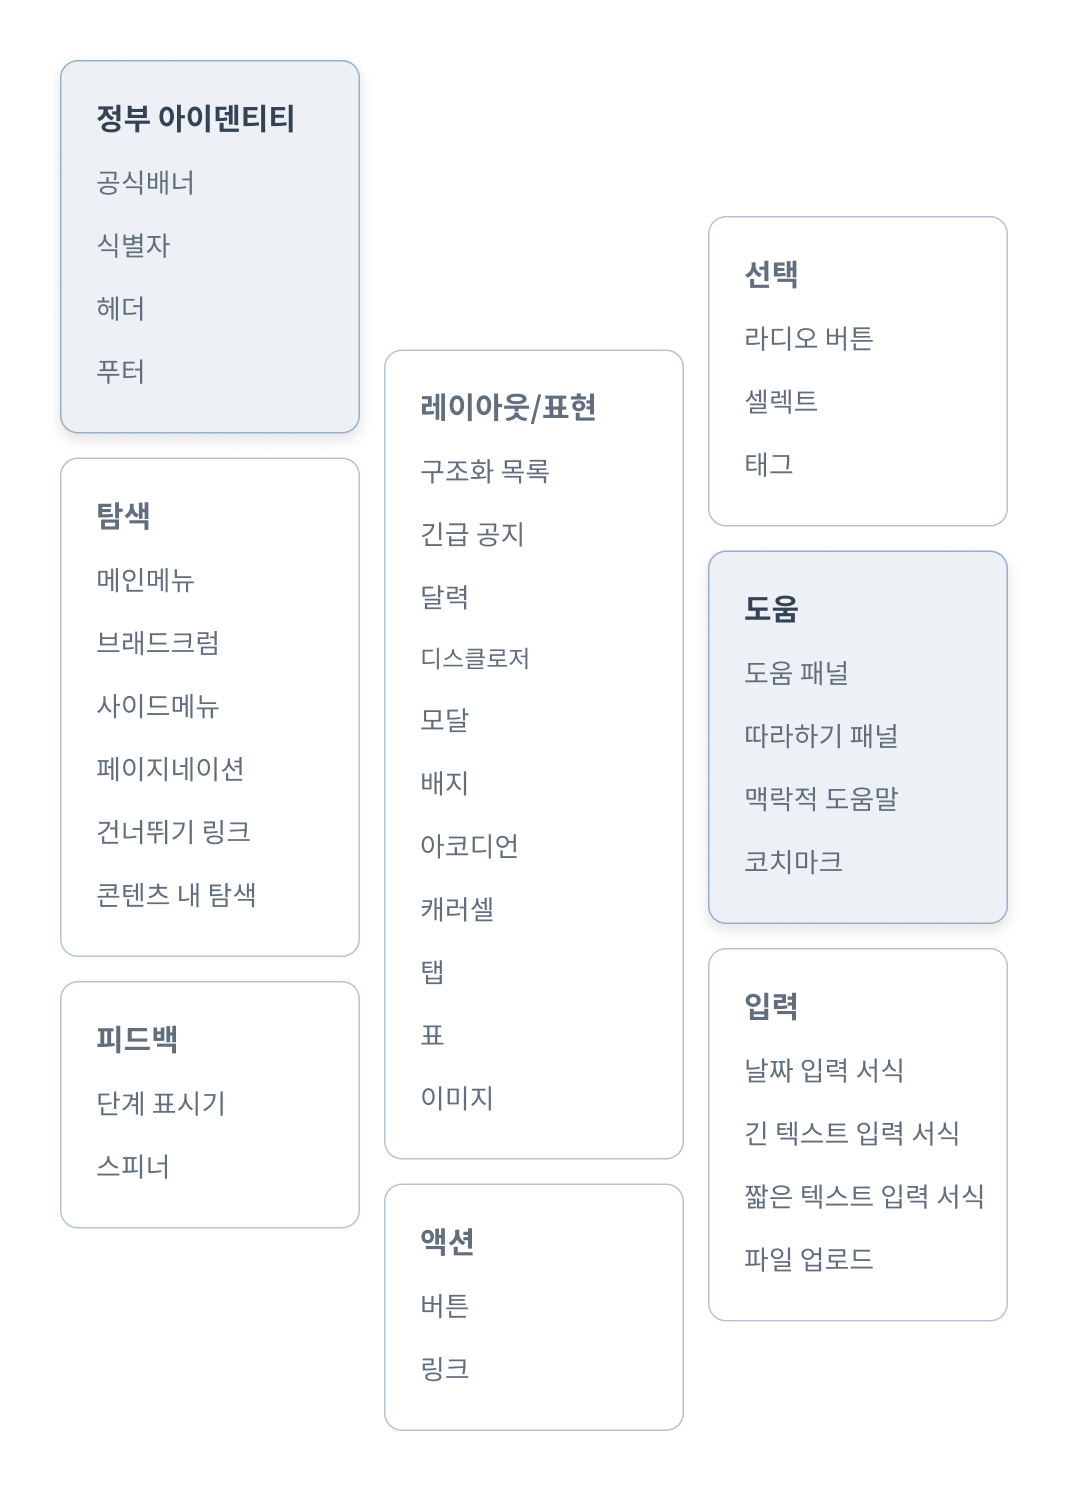 정부 아이덴티티
공식배너
식별자
헤더
푸터
탐색
메인메뉴
브래드크럼
사이드메뉴
페이지네이션
건너뛰기 링크
콘텐츠 내 탐색
피드백
단계 표시기
스피너
레이아웃/표현
구조화 목록
긴급 공지
달력
디스클로저
모달
배지
아코디언
캐러셀
탭
표
이미지
액션
버튼
링크
선택
라디오 버튼
셀렉트
태그
도움
도움 패널
따라하기 패널
맥락적 도움말
코치마크
입력
날짜 입력 서식
긴 텍스트 입력 서식
짧은 텍스트 입력 서식
파일 업로드